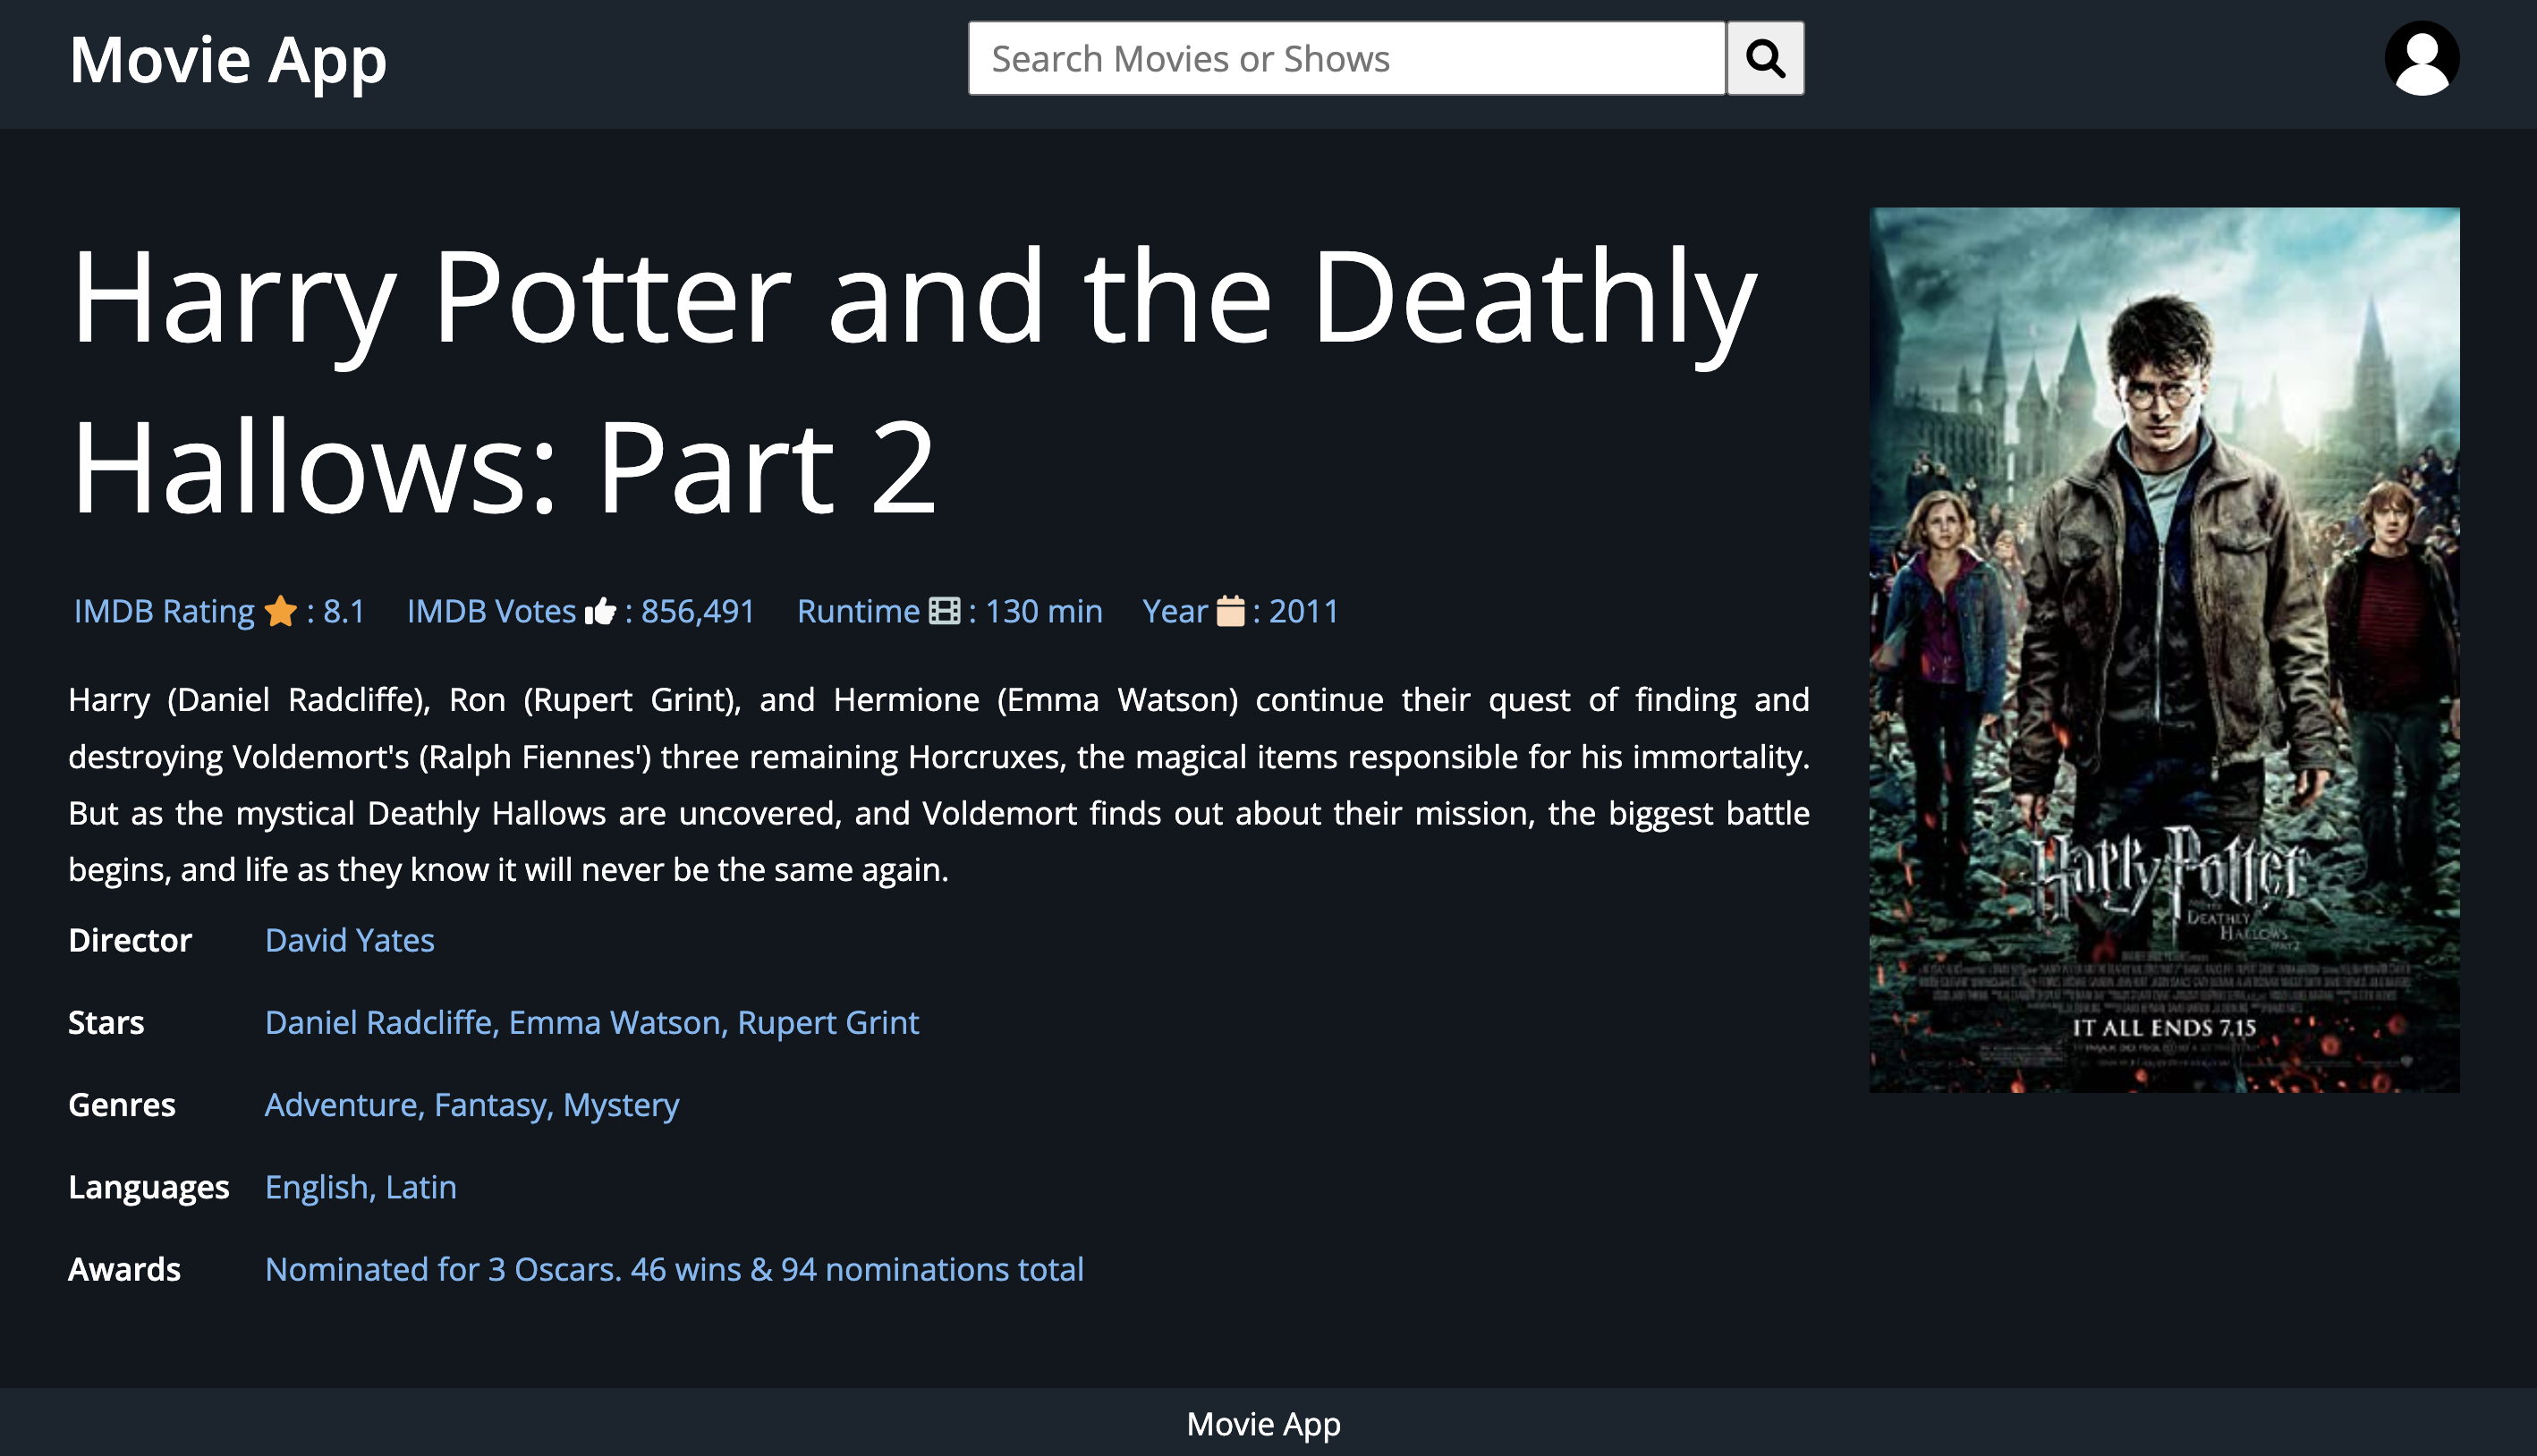 Movie App
Search Movies or Shows
Harry Potter and the Deathly
Hallows: Part 2
IMDB Rating : 8.1 IMDB Votes : 856,491 Runtime : 130 min Year : 2011
Harry (Daniel Radcliffe), Ron (Rupert Grint), and Hermione (Emma Watson) continue their quest of finding and
destroying Voldemort's (Ralph Fiennes') three remaining Horcruxes, the magical items responsible for his immortality.
But as the mystical Deathly Hallows are uncovered, and Voldemort finds out about their mission, the biggest battle
begins, and life as they know it will never be the same again.
Director David Yates
Stars Daniel Radcliffe, Emma Watson, Rupert Grint
Genres Adventure, Fantasy, Mystery
Languages English, Latin
Awards Nominated for 3 Oscars. 46 wins & 94 nominations total
Harry Potter
DEATHLY
HALLOWS
IT ALL ENDS 7.15
Movie App